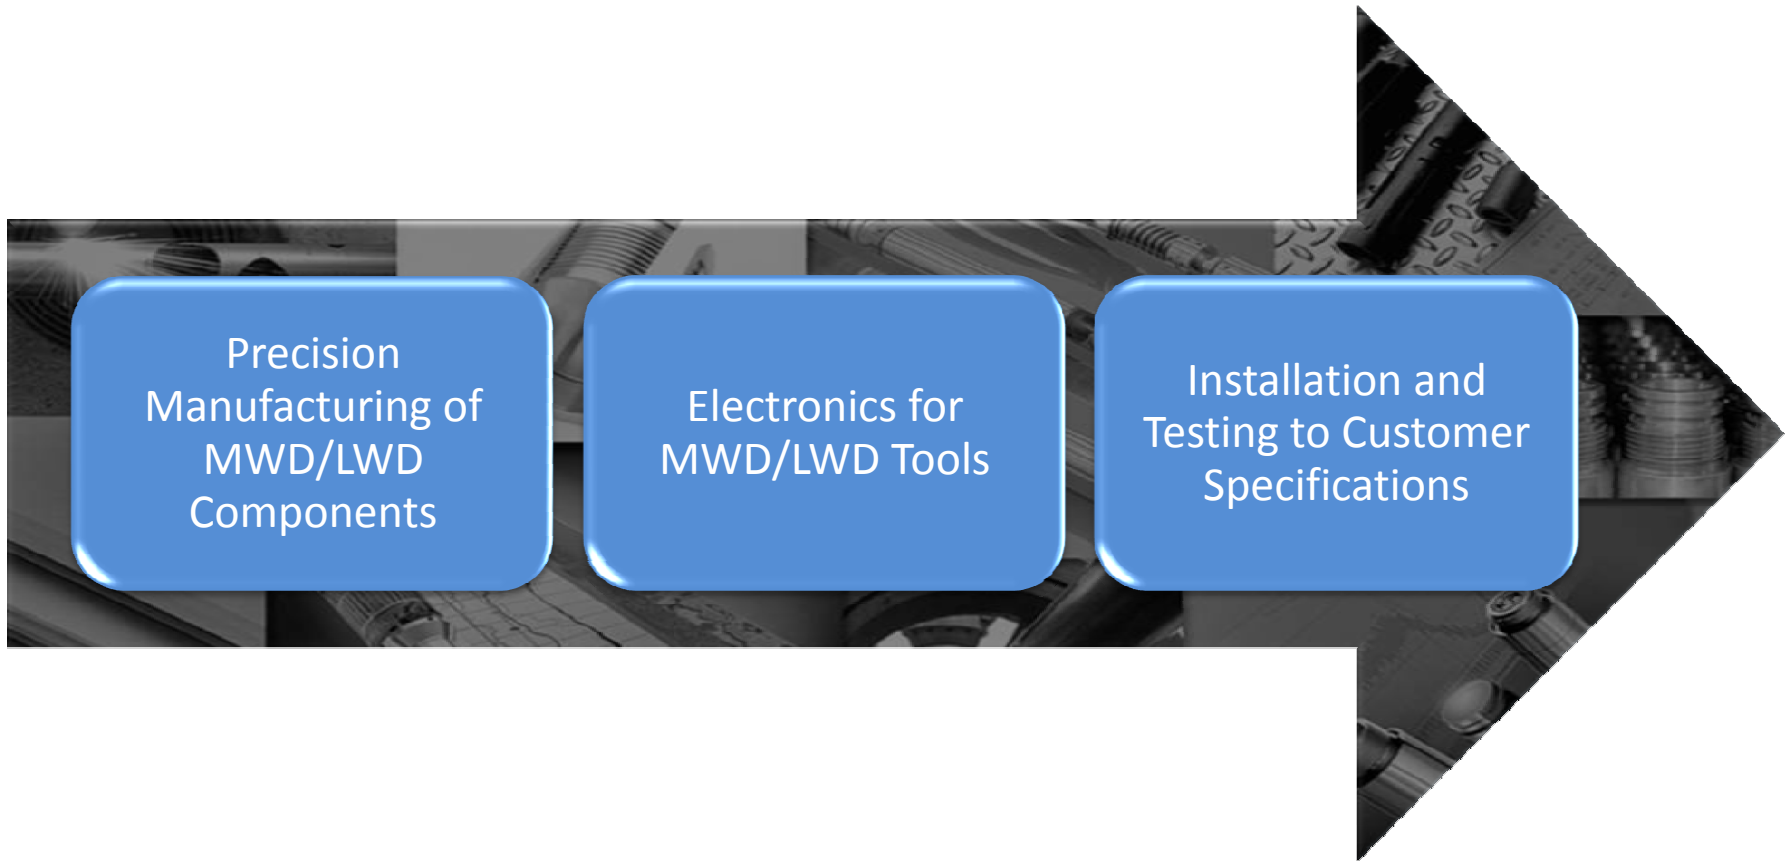 Precision
Manufacturing of
MWD/LWD
Components
Electronics for
MWD/LWD Tools
Installation and
Testing to Customer
Specifications